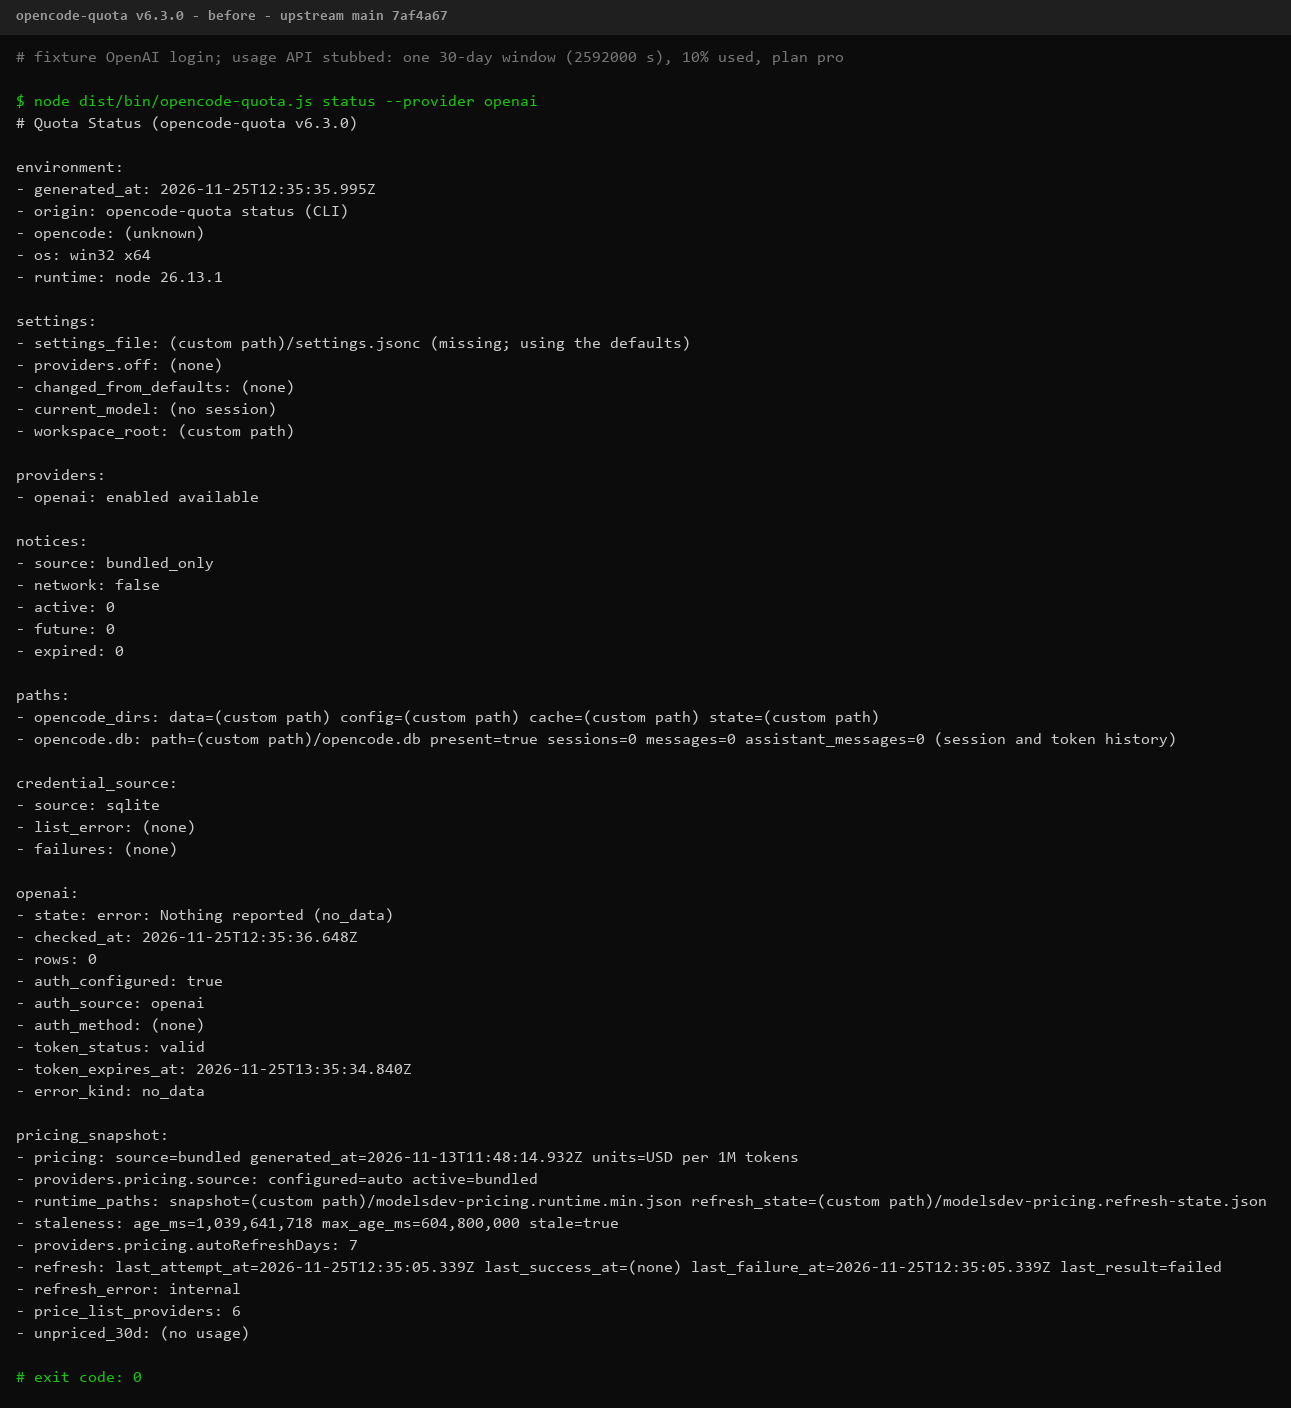 opencode-quota v6.3.0 - before - upstream main 7af4a67
# fixture OpenAI login; usage API stubbed: one 30-day window (2592000 s), 10% used, plan pro
$ node dist/bin/opencode-quota.js status --provider openai
# Quota Status (opencode-quota v6.3.0)
environment:
- generated_at: 2026-11-25T12:35:35.995Z
- origin: opencode-quota status (CLI)
- opencode: (unknown)
- os: win32 x64
- runtime: node 26.13.1
settings:
- settings_file: (custom path)/settings.jsonc (missing; using the defaults)
- providers.off: (none)
- changed_from_defaults: (none)
- current_model: (no session)
- workspace_root: (custom path)
providers:
- openai: enabled available
notices:
- source: bundled_only
- network: false
- active: 0
- future: 0
- expired: 0
paths:
- opencode_dirs: data=(custom path) config=(custom path) cache=(custom path) state=(custom path)
- opencode.db: path=(custom path)/opencode.db present=true sessions=0 messages=0 assistant_messages=0 (session and token history)
credential_source:
- source: sqlite
- list_error: (none)
- failures: (none)
openai:
- state: error: Nothing reported (no_data)
- checked_at: 2026-11-25T12:35:36.648Z
- rows: 0
- auth_configured: true
- auth_source: openai
- auth_method: (none)
- token_status: valid
- token_expires_at: 2026-11-25T13:35:34.840Z
- error_kind: no_data
pricing_snapshot:
- pricing: source=bundled generated_at=2026-11-13T11:48:14.932Z units=USD per 1M tokens
- providers.pricing.source: configured=auto active=bundled
- runtime_paths: snapshot=(custom path)/modelsdev-pricing.runtime.min.json refresh_state=(custom path)/modelsdev-pricing.refresh-state.json
- staleness: age_ms=1,039,641,718 max_age_ms=604,800,000 stale=true
- providers.pricing.autoRefreshDays: 7
- refresh: last_attempt_at=2026-11-25T12:35:05.339Z last_success_at=(none) last_failure_at=2026-11-25T12:35:05.339Z last_result=failed
- refresh_error: internal
- price_list_providers: 6
- unpriced_30d: (no usage)
# exit code: 0